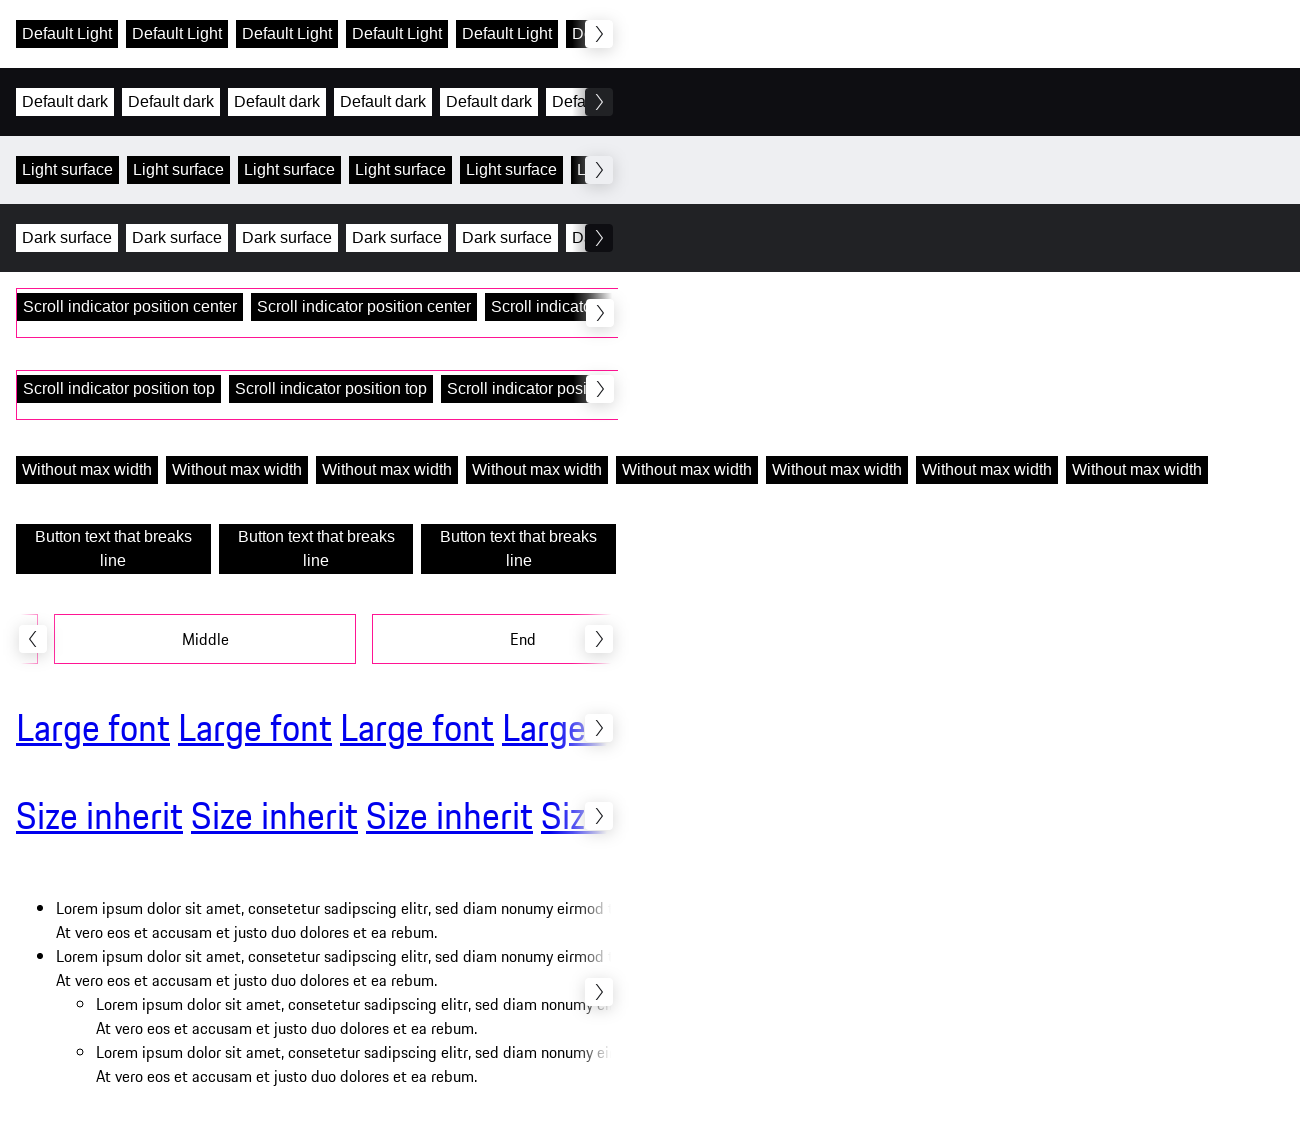 Default Light Default Light Default Light Default Light Default Light D
Default dark Default dark Default dark Default dark Default dark Defa
Light surface Light surface Light surface Light surface Light surface L
Dark surface Dark surface Dark surface Dark surface Dark surface D
Scroll indicator position center Scroll indicator position center Scroll indicato
Scroll indicator position top Scroll indicator position top Scroll indicator posi
Without max width Without max width Without max width Without max width Without max width Without max width Without max width Without max width
Button text that breaks line Button text that breaks line Button text that breaks line
Middle End
Large font Large font Large font Large
Size inherit Size inherit Size inherit Siz
Lorem ipsum dolor sit amet, consetetur sadipscing elitr, sed diam nonumy eirmod
At vero eos et accusam et justo duo dolores et ea rebum.
Lorem ipsum dolor sit amet, consetetur sadipscing elitr, sed diam nonumy eirmod
At vero eos et accusam et justo duo dolores et ea rebum.
Lorem ipsum dolor sit amet, consetetur sadipscing elitr, sed diam nonumy ei
At vero eos et accusam et justo duo dolores et ea rebum.
Lorem ipsum dolor sit amet, consetetur sadipscing elitr, sed diam nonumy ei
At vero eos et accusam et justo duo dolores et ea rebum.